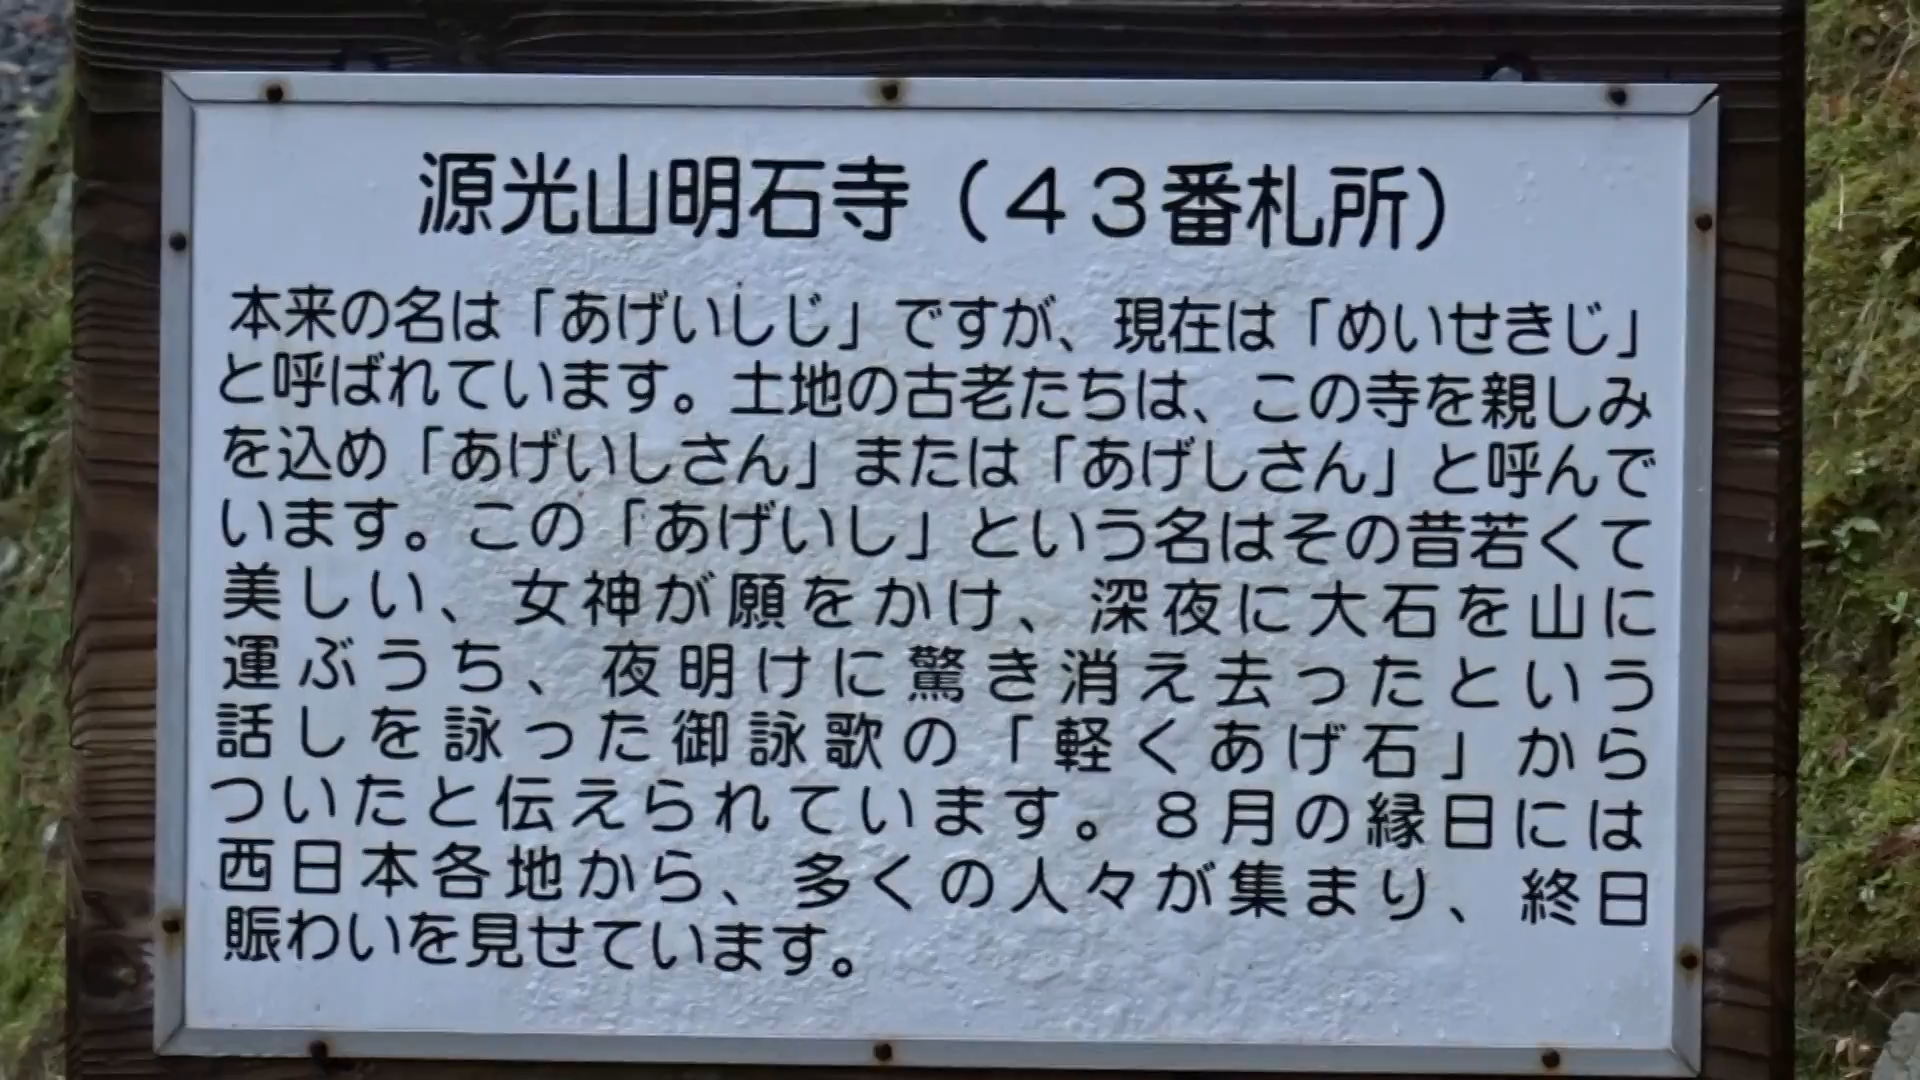 源光山明石寺（４３番札所）
本来の名は「あげいしじ」ですが、現在は「めいせきじ」
と呼ばれています。土地の古老たちは、この寺を親しみ
を込め「あげいしさん」または「あげしさん」と呼んで
います。この「あげいし」という名はその昔若くて
美しい、女神が願をかけ、深夜に大石を山に
運ぶうち、夜明けに驚き消え去ったという
話しを詠った御詠歌の「軽くあげ石」から
ついたと伝えられています。８月の縁日には
西日本各地から、多くの人々が集まり、終日
賑わいを見せています。